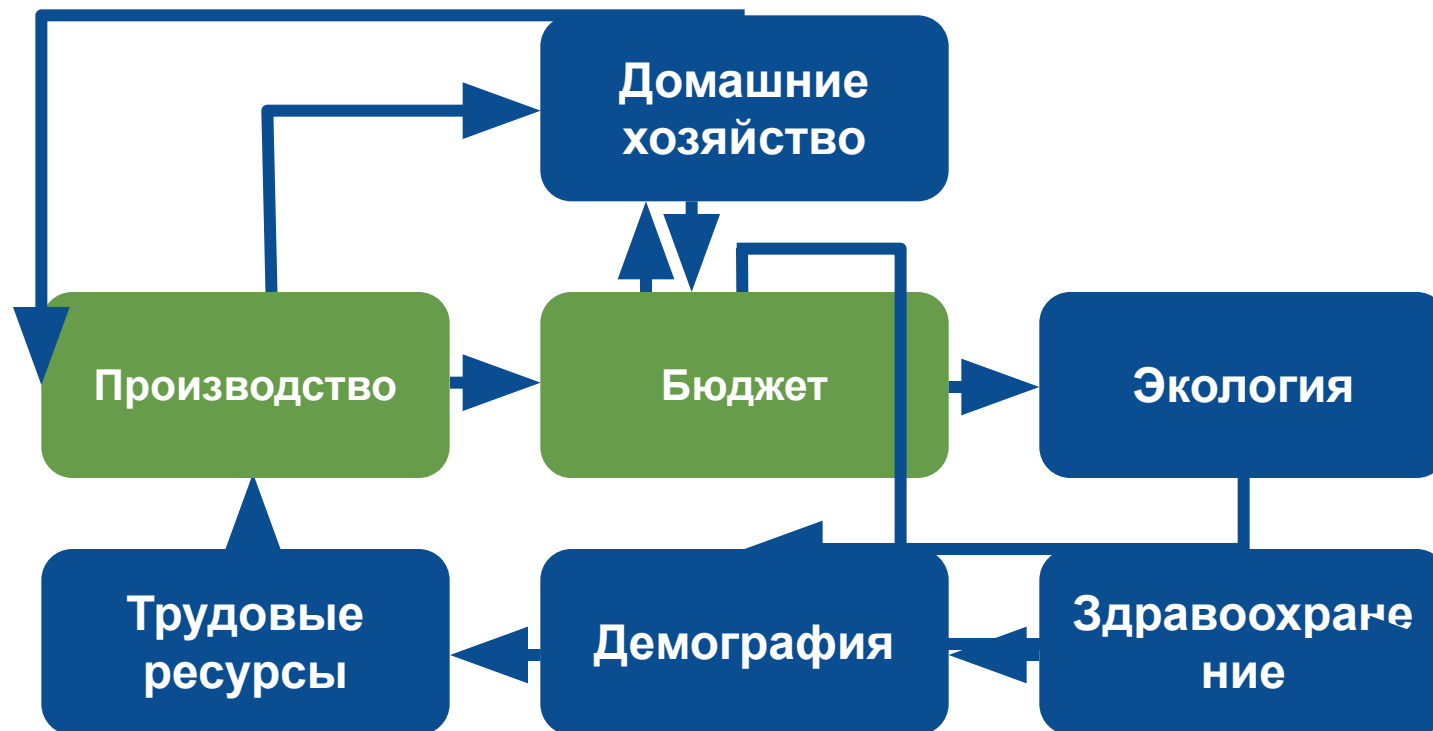 Домашние
хозяйство
Производство
Бюджет
Экология
Трудовые
ресурсы
Демография
Здравоохране
ние